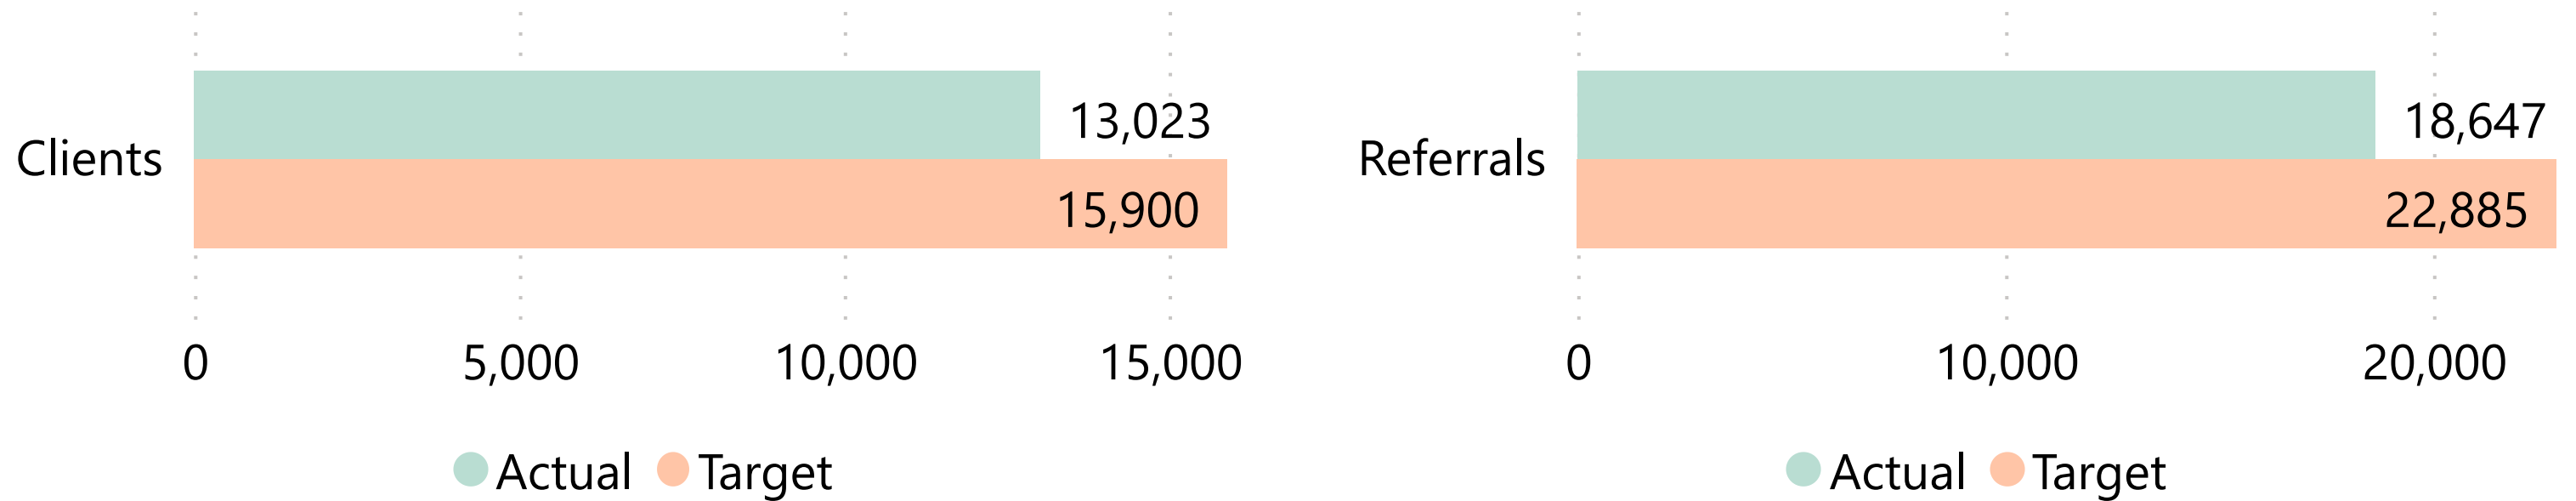 Clients
13,023
15,900
0 5,000 10,000 15,000
Actual Target
Referrals
18,647
22,885
0 10,000 20,000
Actual Target